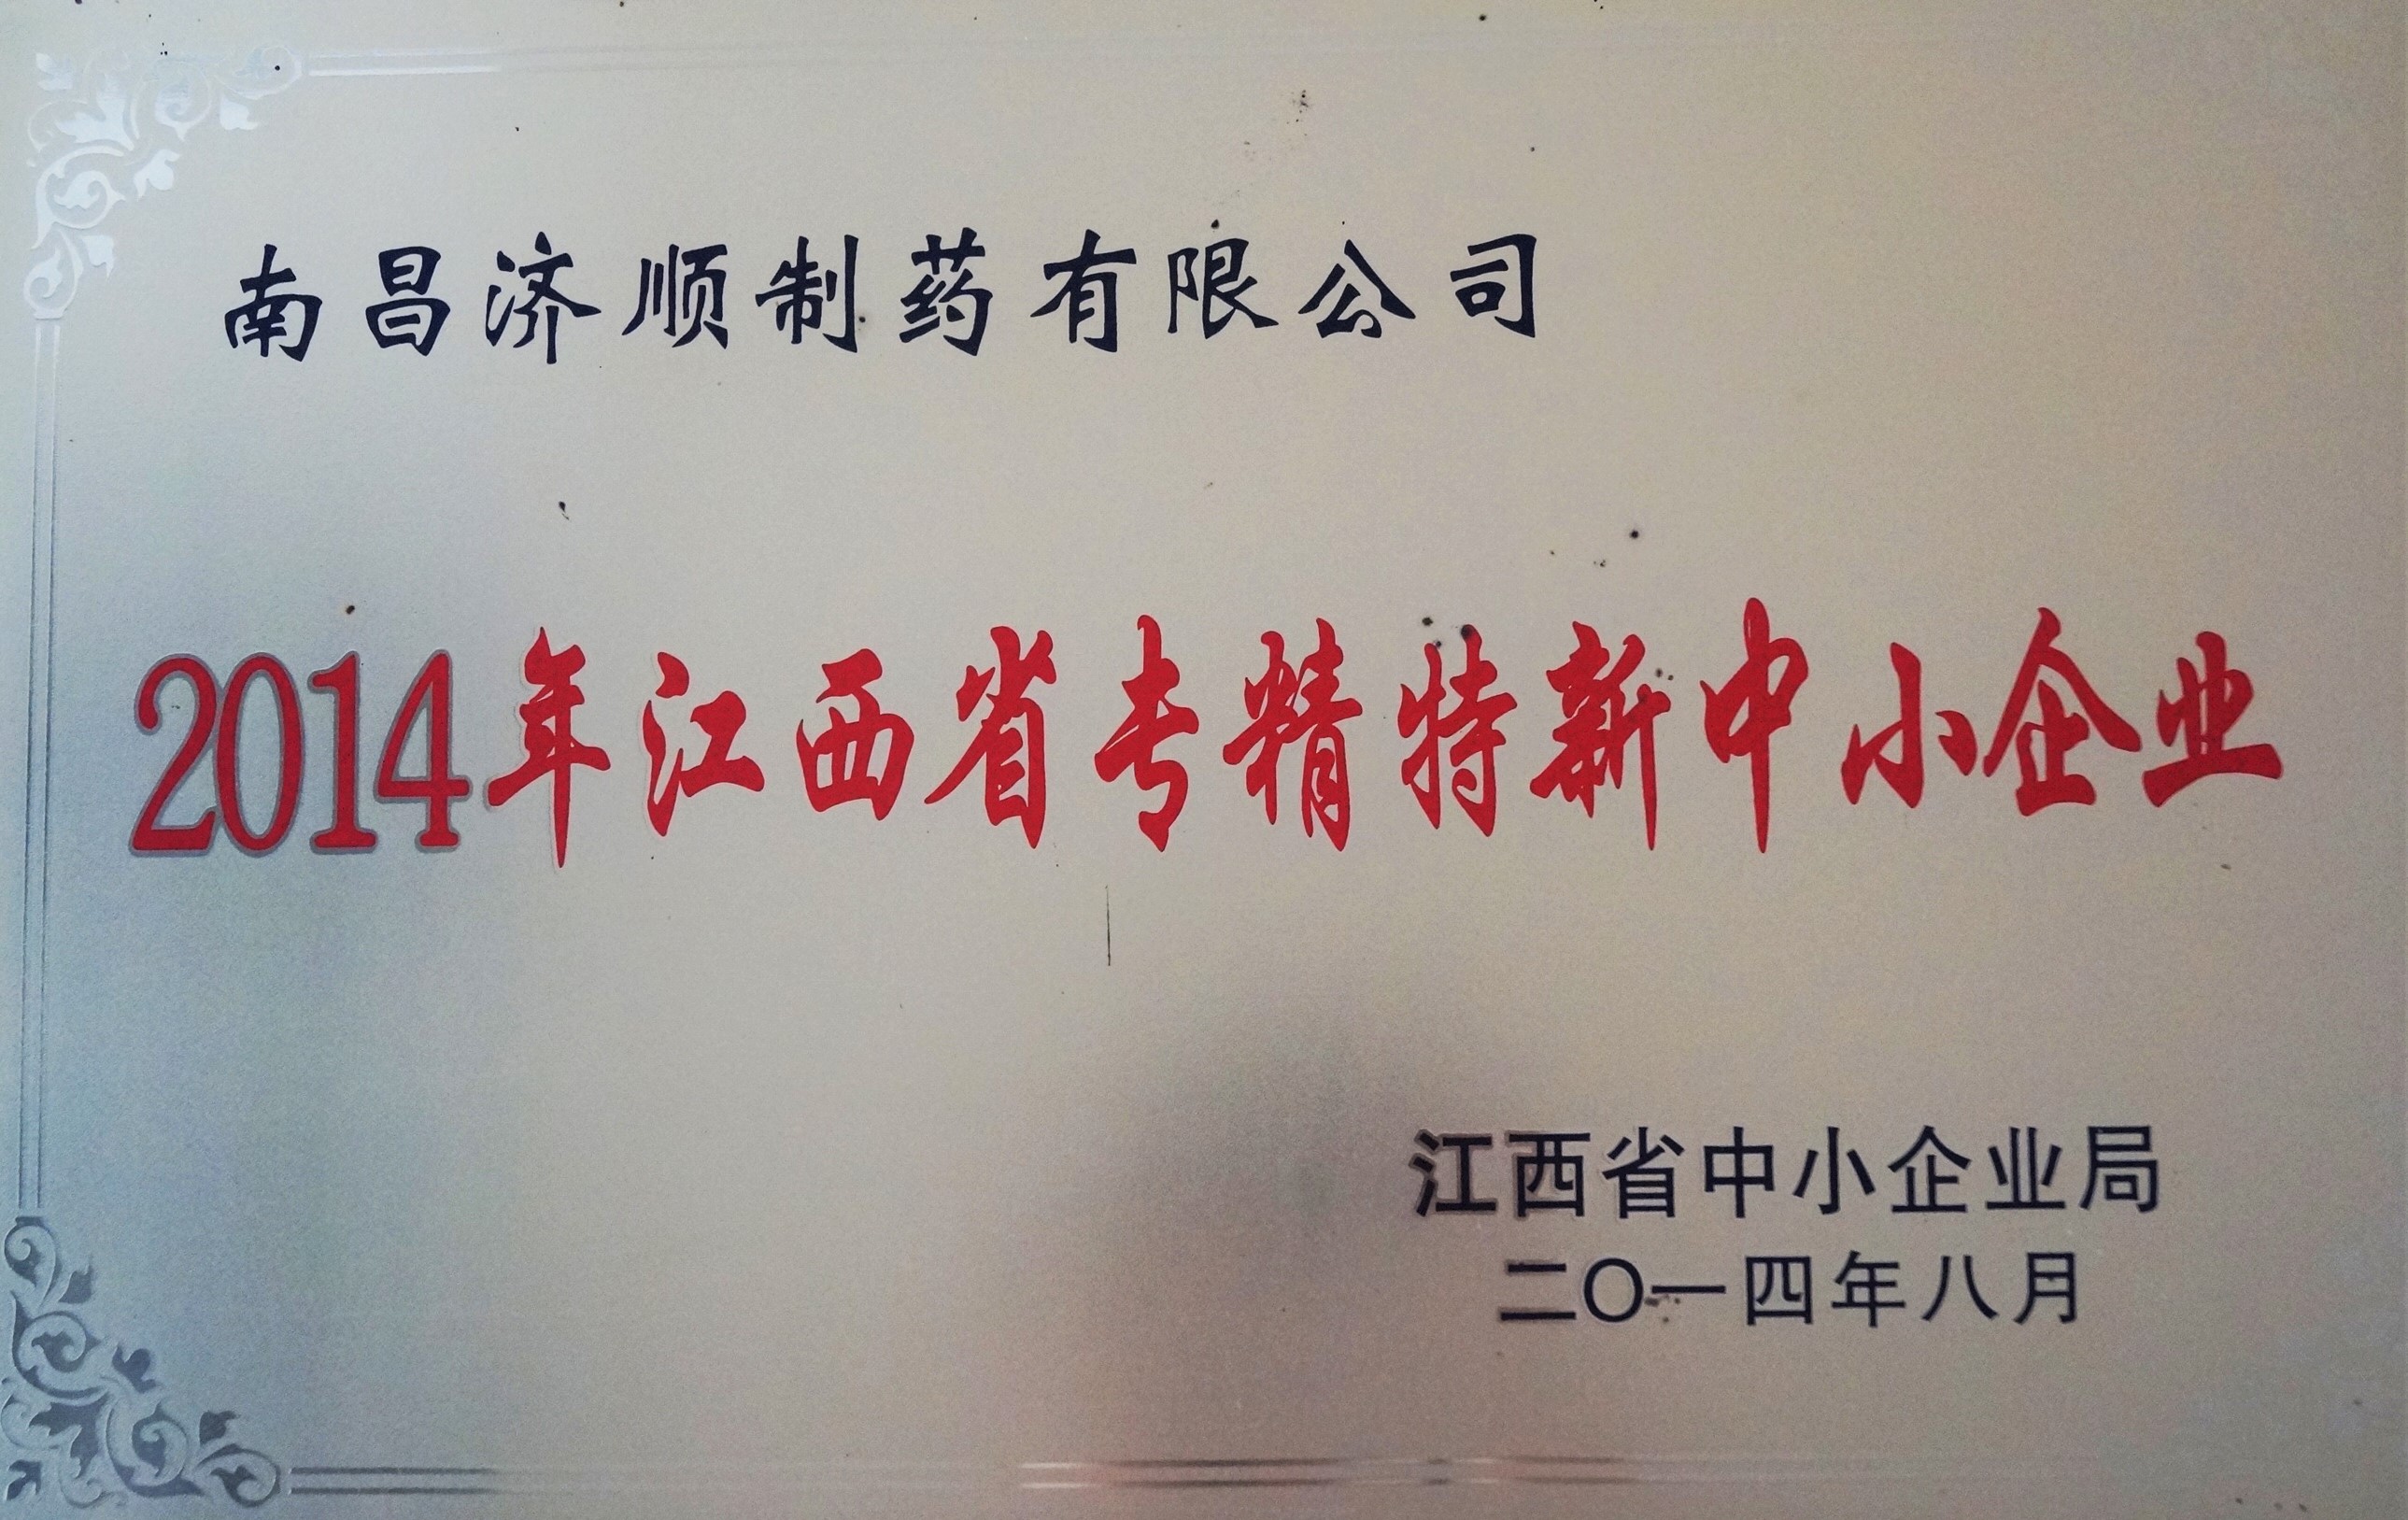 南昌济顺制药有限公司
2014年江西省专精特新中小企业
江西省中小企业局
二〇一四年八月